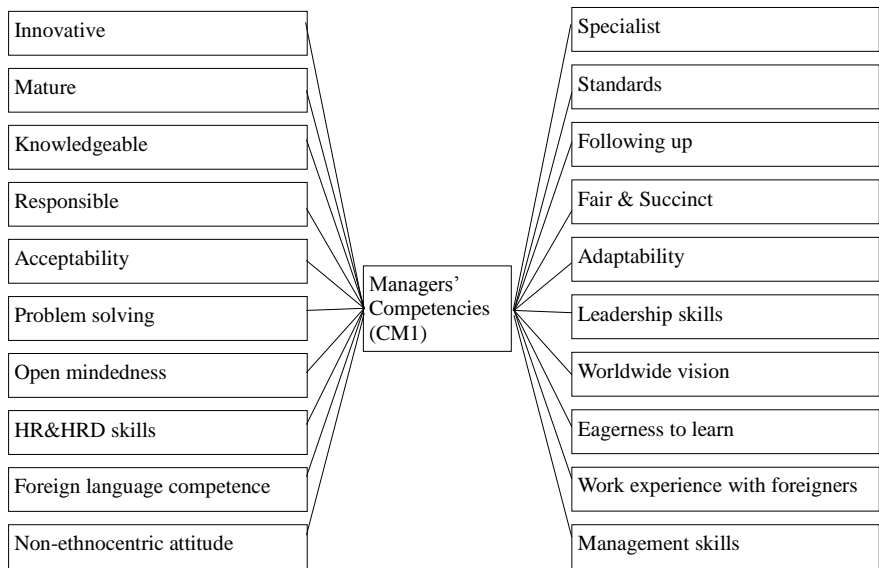 Innovative
Mature
Knowledgeable
Responsible
Acceptability
Problem solving
Open mindedness
HR&HRD skills
Foreign language competence
Non-ethnocentric attitude
Managers’
Competencies
(CM1)
Specialist
Standards
Following up
Fair & Succinct
Adaptability
Leadership skills
Worldwide vision
Eagerness to learn
Work experience with foreigners
Management skills